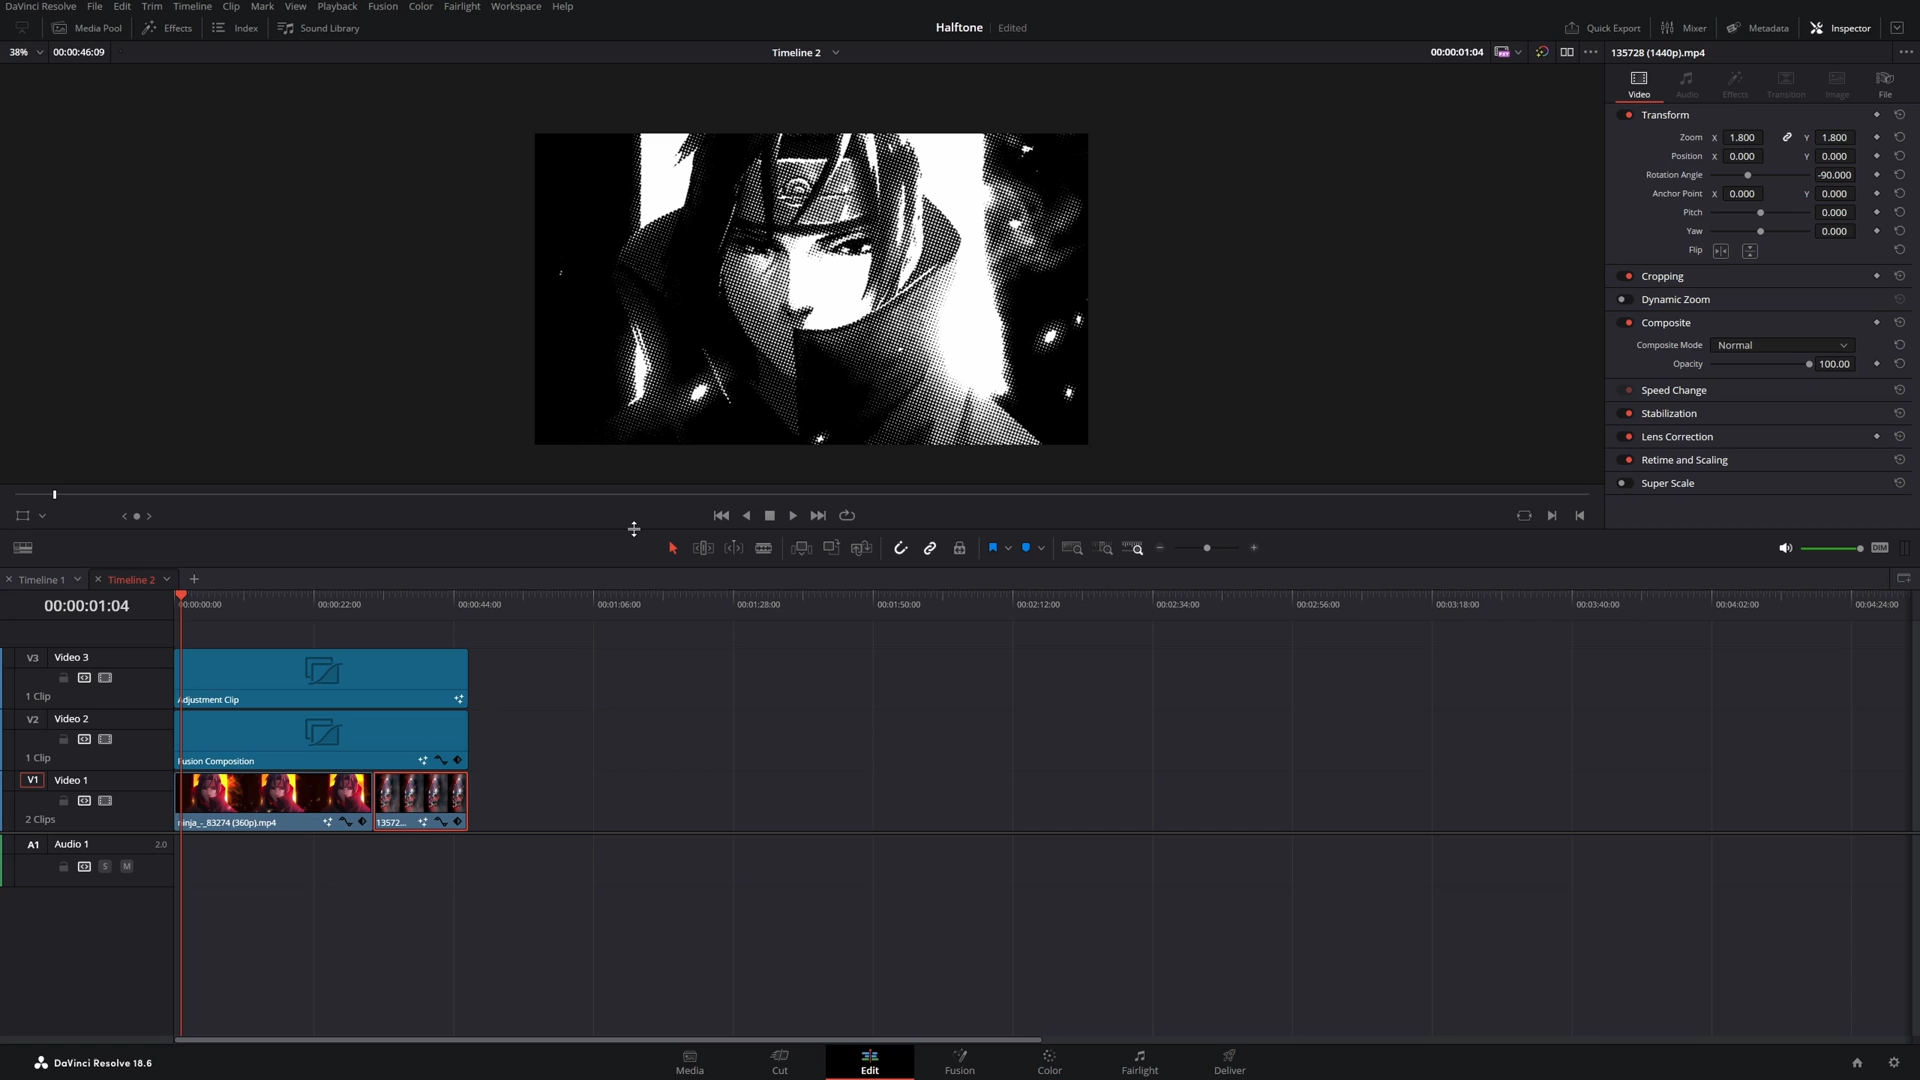 DaVinci Resolve File Edit Trim Timeline Clip Mark View Playback Fusion Color Fairlight Workspace Help
Media Pool Effects Index Sound Library
Halftone Edited
Quick Export Mixer Metadata Inspector
38% 00:00:46:09
Timeline 2
00:00:01:04
135728 (1440p).mp4
Video Audio Effects Transition Image File
Transform
Zoom X 1.800 Y 1.800
Position X 0.000 Y 0.000
Rotation Angle -90.000
Anchor Point X 0.000 Y 0.000
Pitch 0.000
Yaw 0.000
Flip
Cropping
Dynamic Zoom
Composite
Composite Mode Normal
Opacity 100.00
Speed Change
Stabilization
Lens Correction
Retime and Scaling
Super Scale
DIM
Timeline 1 Timeline 2
00:00:01:04
00:00:00:00 00:00:22:00 00:00:44:00 00:01:06:00 00:01:28:00 00:01:50:00 00:02:12:00 00:02:34:00 00:02:56:00 00:03:18:00 00:03:40:00 00:04:02:00 00:04:24:00
V3 Video 3
1 Clip
Adjustment Clip
V2 Video 2
1 Clip
Fusion Composition
V1 Video 1
2 Clips
ninja_-_83274 (360p).mp4
13572...
A1 Audio 1 2.0
S M
DaVinci Resolve 18.6
Media Cut Edit Fusion Color Fairlight Deliver